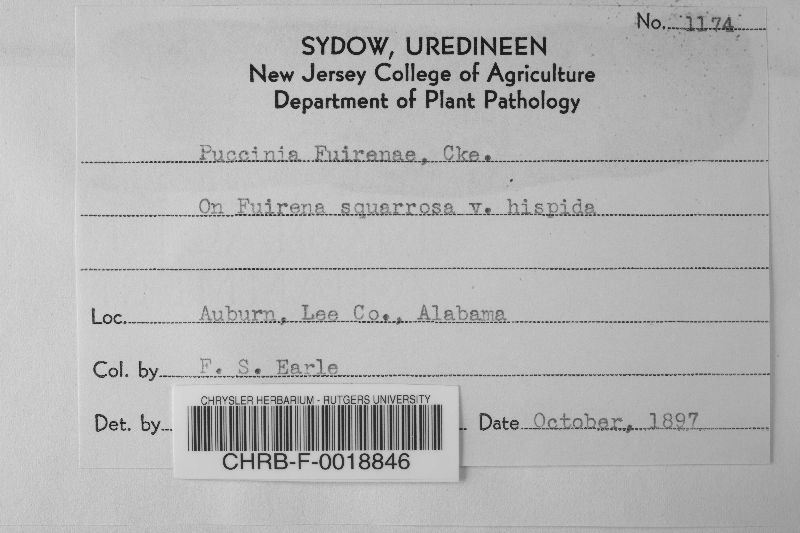 No. 1174
SYDOW, UREDINEEN
New Jersey College of Agriculture
Department of Plant Pathology
Puccinia Fuirenae, Cke.
On Fuirena squarrosa v. hispida
Loc. Auburn, Lee Co., Alabama
Col. by F. S. Earle
Det. by
Date October, 1897
CHRYSLER HERBARIUM - RUTGERS UNIVERSITY
CHRB-F-0018846